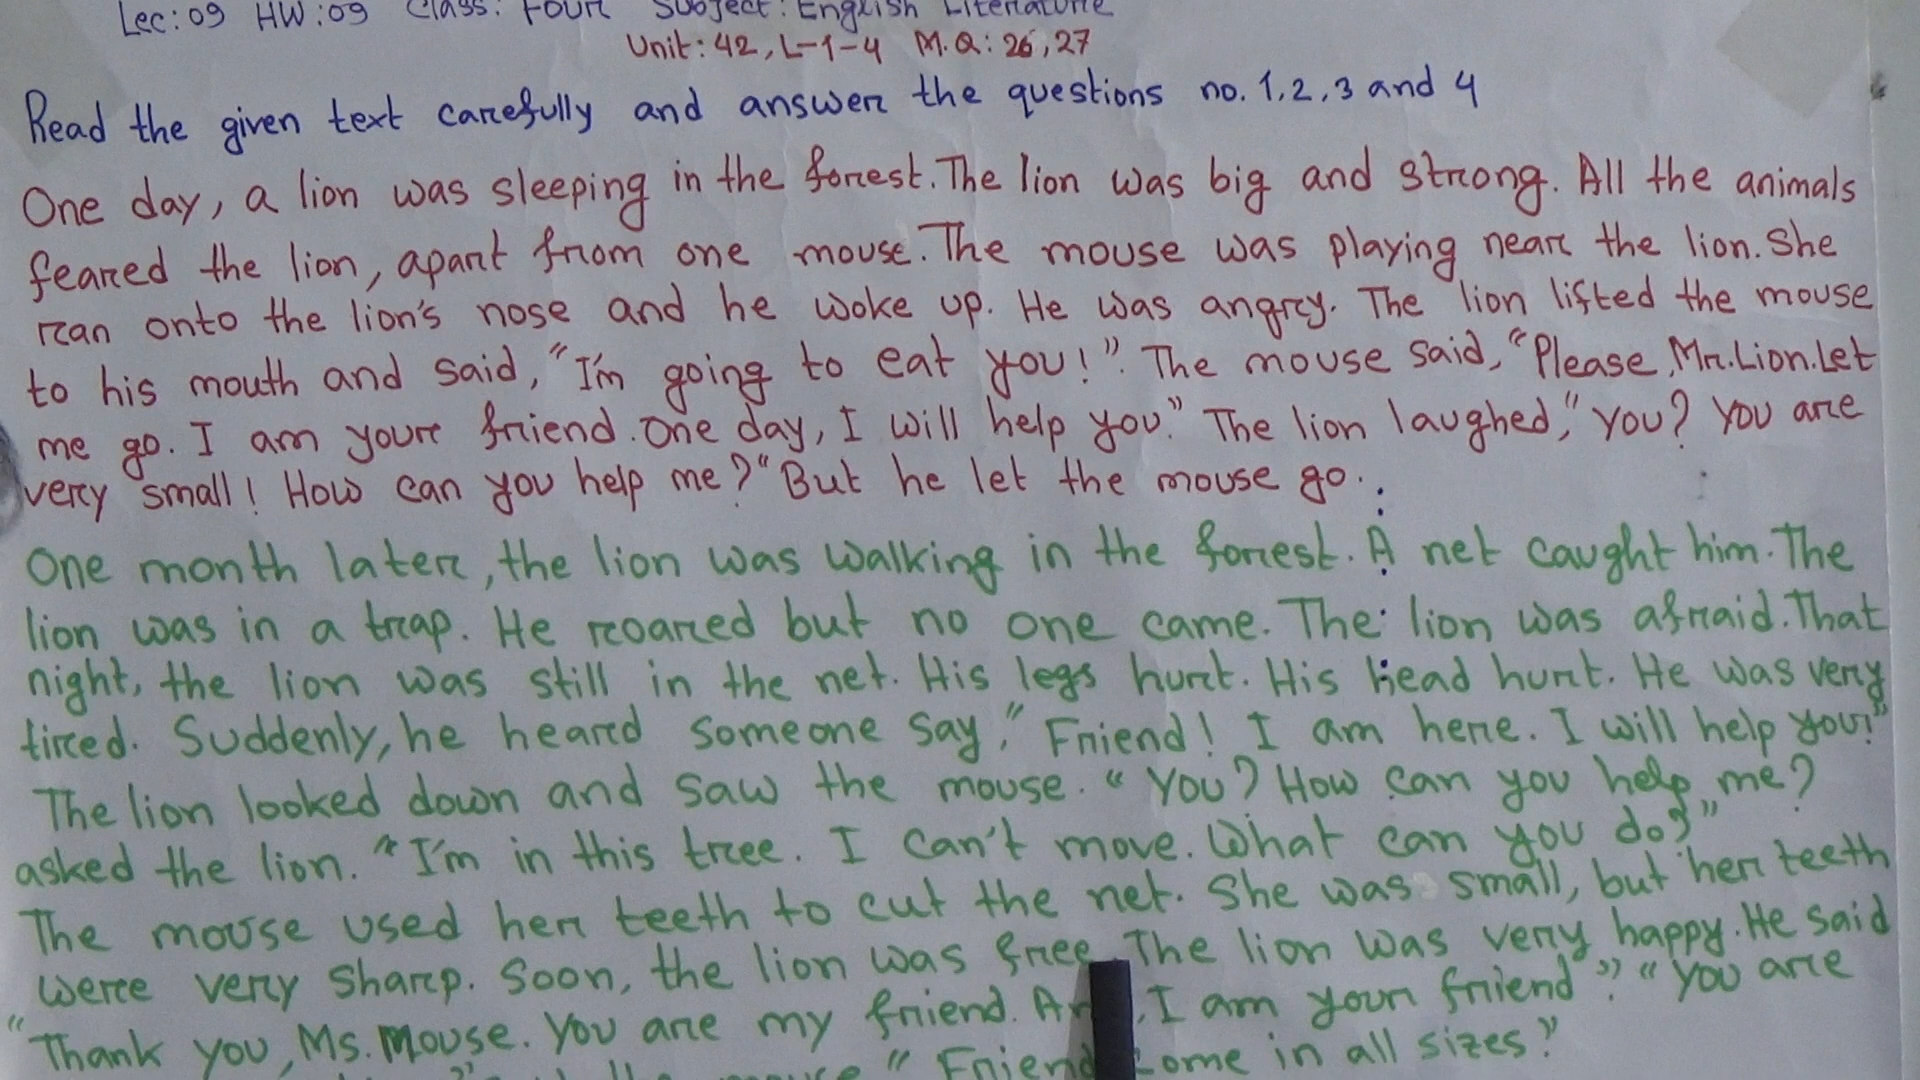 Lec:09 HW:09 Class: Four Subject: English Literature
Unit: 42, L-1-4 M.Q: 26,27
Read the given text carefully and answer the questions no. 1,2,3 and 4
One day, a lion was sleeping in the forest. The lion was big and strong. All the animals
feared the lion, apart from one mouse. The mouse was playing near the lion. She
ran onto the lion's nose and he woke up. He was angry. The lion lifted the mouse
to his mouth and said, "I'm going to eat you!". The mouse said, "Please, Mr. Lion. Let
me go. I am your friend. One day, I will help you." The lion laughed, "You? You are
very small! How can you help me?" But he let the mouse go.
One month later, the lion was walking in the forest. A net caught him. The
lion was in a trap. He roared but no one came. The lion was afraid. That
night, the lion was still in the net. His legs hurt. His head hurt. He was very
tired. Suddenly, he heard someone say, "Friend! I am here. I will help you!"
The lion looked down and saw the mouse. "You? How can you help me?
asked the lion. "I'm in this tree. I can't move. What can you do?"
The mouse used her teeth to cut the net. She was small, but her teeth
were very sharp. Soon, the lion was free. The lion was very happy. He said
"Thank you, Ms. Mouse. You are my friend. And, I am your friend". "You are
the mouse "Friend come in all sizes."